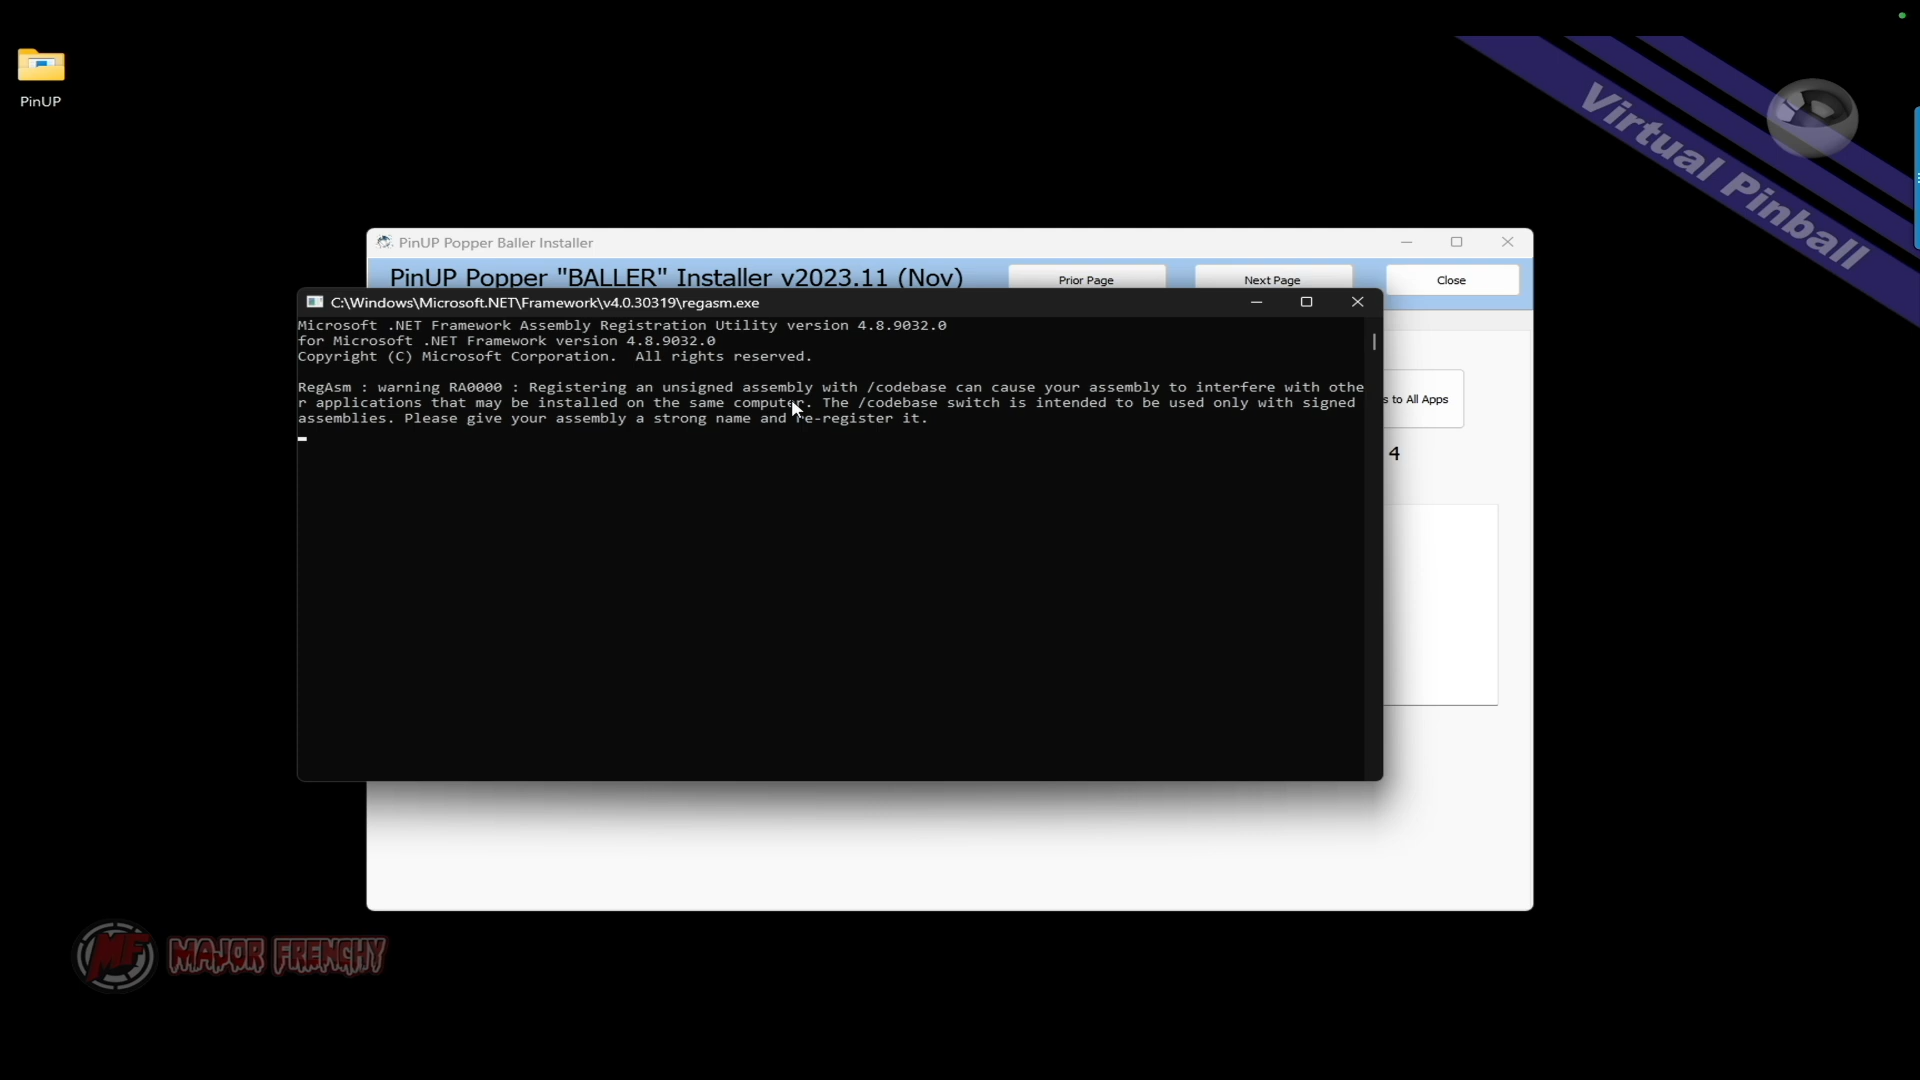 PinUP
Virtual Pinball
PinUP Popper Baller Installer
PinUP Popper "BALLER" Installer v2023.11 (Nov)
Prior Page
Next Page
Close
C:\Windows\Microsoft.NET\Framework\v4.0.30319\regasm.exe
Microsoft .NET Framework Assembly Registration Utility version 4.8.9032.0
for Microsoft .NET Framework version 4.8.9032.0
Copyright (C) Microsoft Corporation.  All rights reserved.
RegAsm : warning RA0000 : Registering an unsigned assembly with /codebase can cause your assembly to interfere with othe
r applications that may be installed on the same computer. The /codebase switch is intended to be used only with signed
assemblies. Please give your assembly a strong name and re-register it.
s to All Apps
4
MF MAJOR FRENCHY